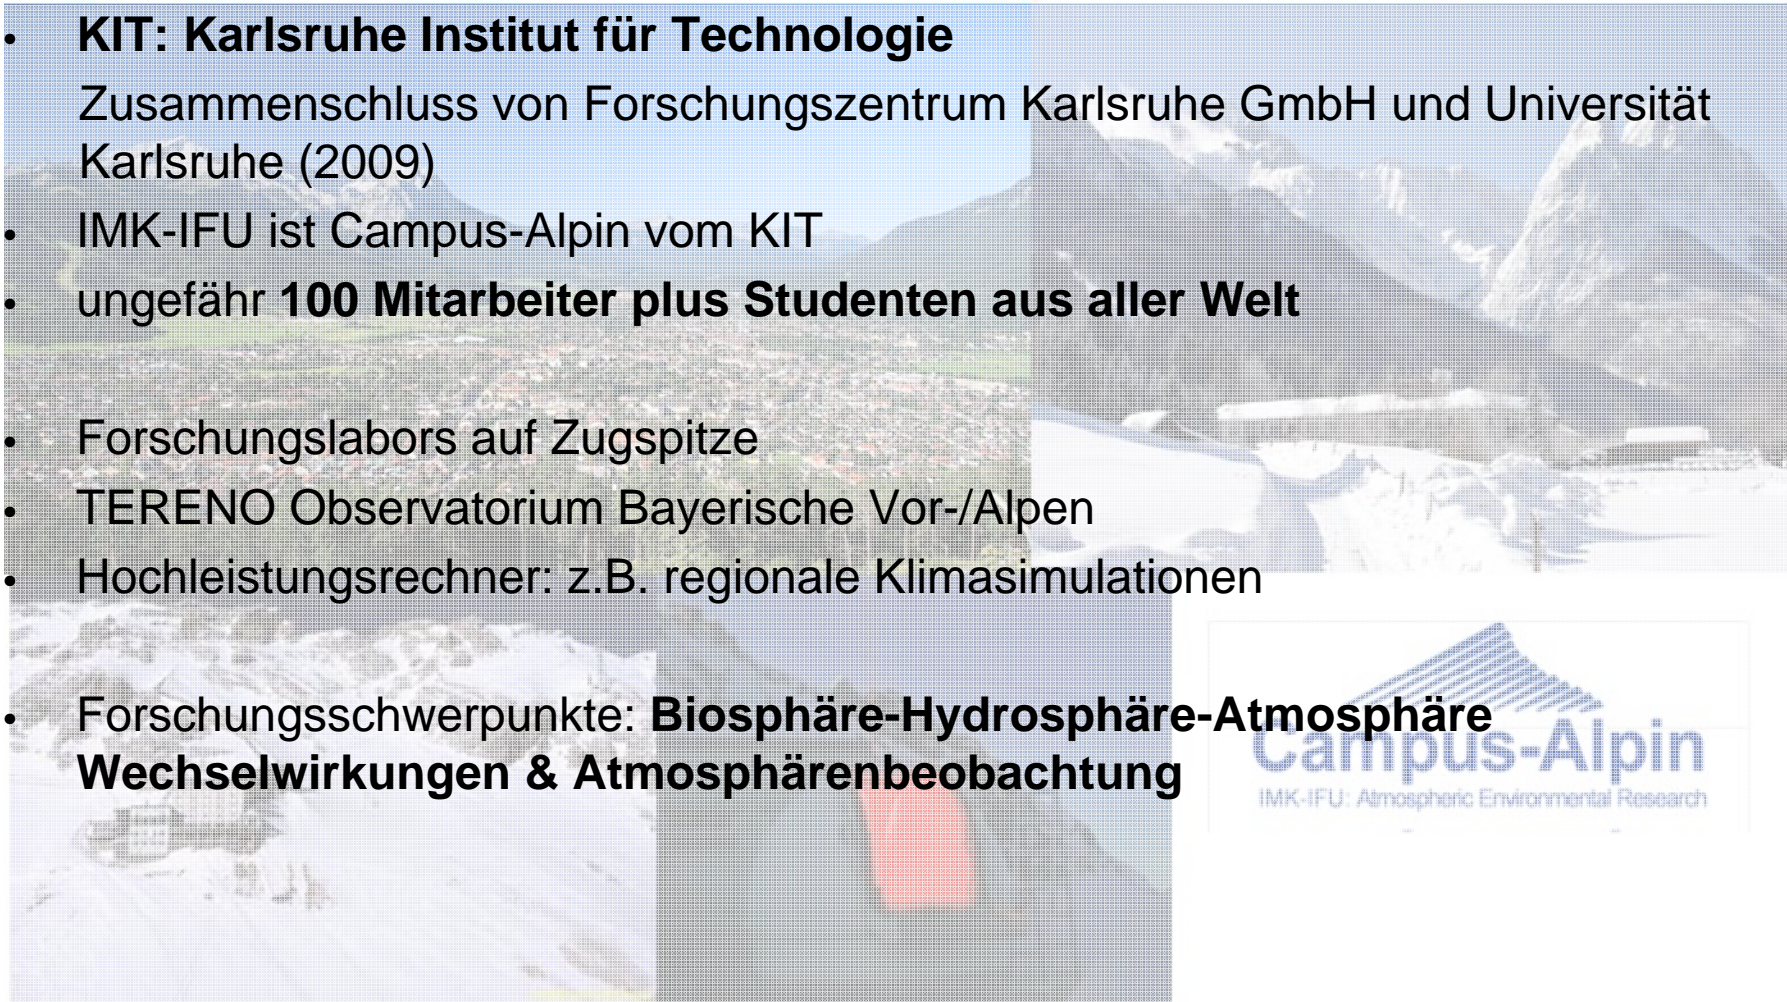 • KIT: Karlsruhe Institut für Technologie
Zusammenschluss von Forschungszentrum Karlsruhe GmbH und Universität
Karlsruhe (2009)
• IMK-IFU ist Campus-Alpin vom KIT
• ungefähr 100 Mitarbeiter plus Studenten aus aller Welt
• Forschungslabors auf Zugspitze
• TERENO Observatorium Bayerische Vor-/Alpen
• Hochleistungsrechner: z.B. regionale Klimasimulationen
• Forschungsschwerpunkte: Biosphäre-Hydrosphäre-Atmosphäre
Wechselwirkungen & Atmosphärenbeobachtung
Campus-Alpin
IMK-IFU: Atmospheric Environmental Research